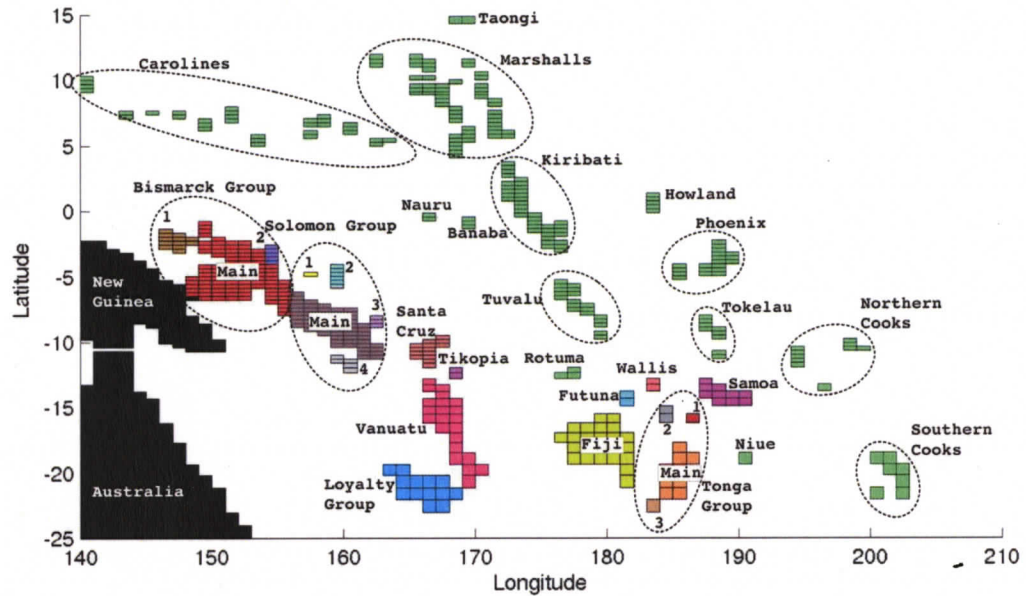 15
10
5
0
-5
-10
-15
-20
-25
Latitude
140
150
160
170
180
190
200
210
Longitude
Taongi
Carolines
Marshalls
Kiribati
Bismarck Group
1
2
Main
Solomon Group
1
2
3
Main
4
Nauru
Banaba
Howland
Phoenix
New
Guinea
Tuvalu
Santa
Cruz
Tokelau
Northern
Cooks
Tikopia
Rotuma
Wallis
Futuna
Samoa
Vanuatu
Fiji
1
2
Main
Tonga
Group
3
Niue
Southern
Cooks
Loyalty
Group
Australia